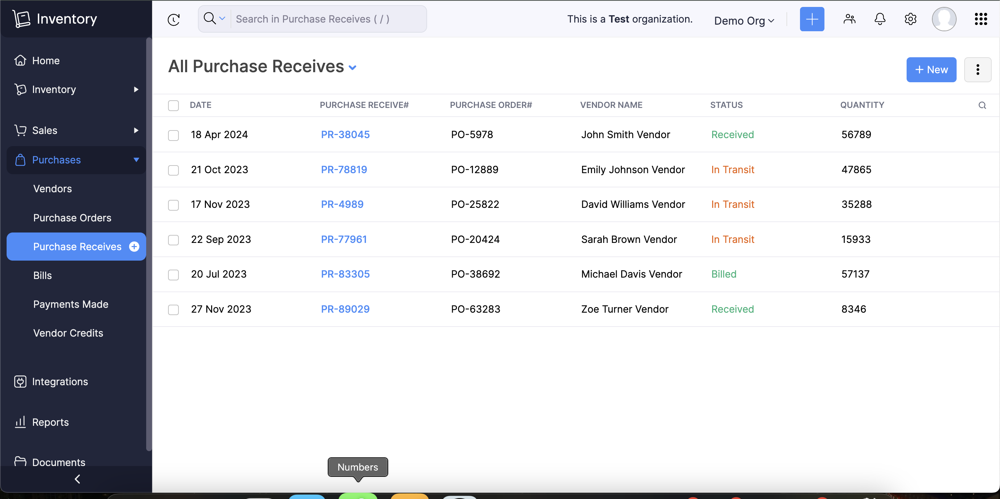 Inventory
Search in Purchase Receives ( / )
This is a Test organization.
Demo Org
Home
Inventory
Sales
Purchases
Vendors
Purchase Orders
Purchase Receives
Bills
Payments Made
Vendor Credits
Integrations
Reports
Documents
All Purchase Receives
+ New
DATE PURCHASE RECEIVE# PURCHASE ORDER# VENDOR NAME STATUS QUANTITY
18 Apr 2024 PR-38045 PO-5978 John Smith Vendor Received 56789
21 Oct 2023 PR-78819 PO-12889 Emily Johnson Vendor In Transit 47865
17 Nov 2023 PR-4989 PO-25822 David Williams Vendor In Transit 35288
22 Sep 2023 PR-77961 PO-20424 Sarah Brown Vendor In Transit 15933
20 Jul 2023 PR-83305 PO-38692 Michael Davis Vendor Billed 57137
27 Nov 2023 PR-89029 PO-63283 Zoe Turner Vendor Received 8346
Numbers